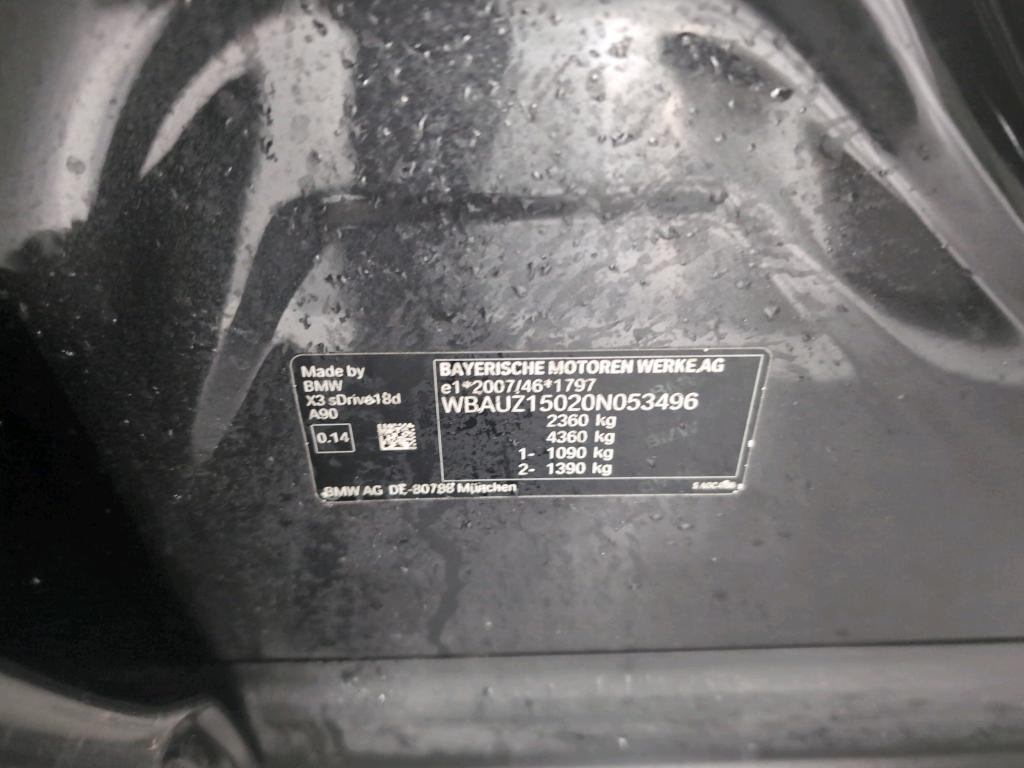 Made by
BMW
X3 sDrive18d
A90
0.14
BAYERISCHE MOTOREN WERKE AG
e1*2007/46*1797
WBAUZ15020N053496
2360 kg
4360 kg
1- 1090 kg
2- 1390 kg
BMW AG DE-80788 München